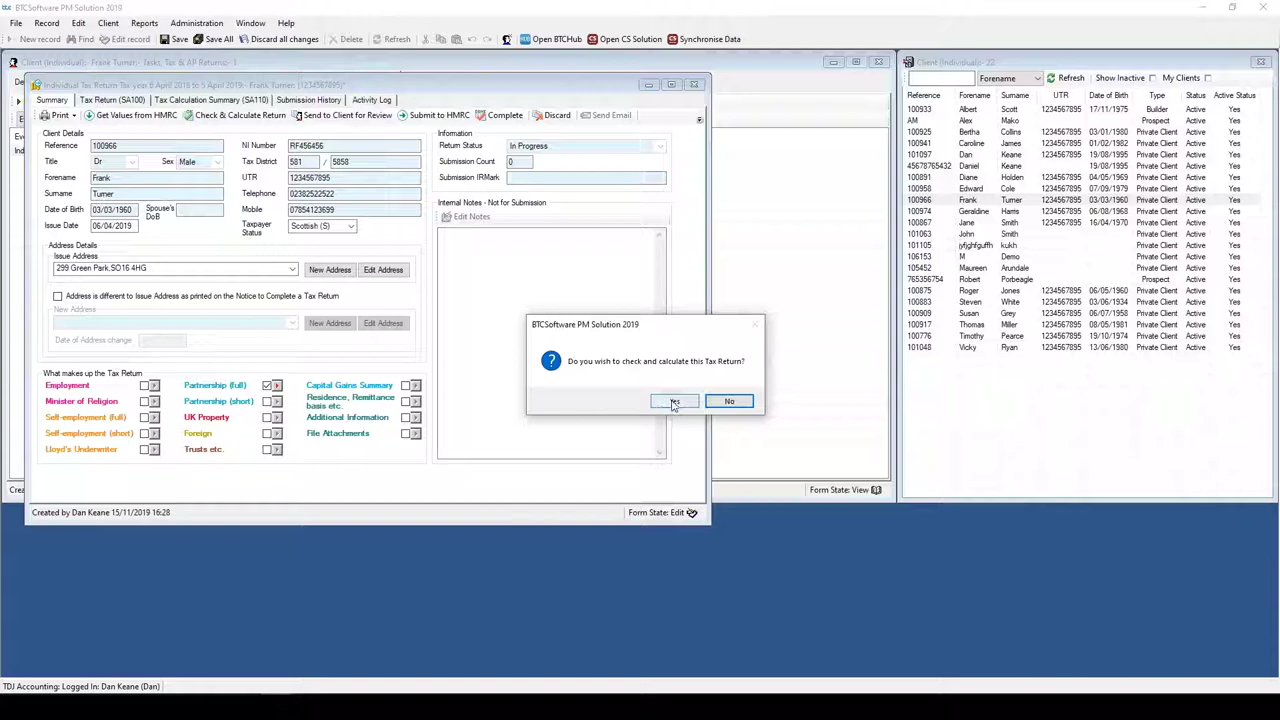 BTCSoftware PM Solution 2019
File Record Edit Client Reports Administration Window Help
New record Find Edit record Save Save All Discard all changes Delete Refresh Open BTCHub Open CS Solution Synchronise Data
Client (Individual): Frank Turner:- Tasks, Tax & AP Returns:- 1
Individual Tax Return Tax year 6 April 2018 to 5 April 2019:- Frank, Turner: (1234567895)*
Summary Tax Return (SA100) Tax Calculation Summary (SA110) Submission History Activity Log
Print Get Values from HMRC Check & Calculate Return Send to Client for Review Submit to HMRC Complete Discard Send Email
Client Details
Reference 100966 NI Number RF456456
Title Dr Sex Male Tax District 581 / 5858
Forename Frank UTR 1234567895
Surname Turner Telephone 02382522522
Date of Birth 03/03/1960 Spouse's DoB Mobile 07854123699
Issue Date 06/04/2019 Taxpayer Status Scottish (S)
Address Details
Issue Address
299 Green Park,SO16 4HG New Address Edit Address
Address is different to Issue Address as printed on the Notice to Complete a Tax Return
New Address
New Address Edit Address
Date of Address change
What makes up the Tax Return
Employment Partnership (full) Capital Gains Summary
Minister of Religion Partnership (short) Residence, Remittance basis etc.
Self-employment (full) UK Property Additional Information
Self-employment (short) Foreign File Attachments
Lloyd's Underwriter Trusts etc.
Information
Return Status In Progress
Submission Count 0
Submission IRMark
Internal Notes - Not for Submission
Edit Notes
Created by Dan Keane 15/11/2019 16:28 Form State: Edit
BTCSoftware PM Solution 2019
Do you wish to check and calculate this Tax Return?
Yes No
Form State: View
Client (Individual):- 22
Forename Refresh Show Inactive My Clients
Reference Forename Surname UTR Date of Birth Type Status Active Status
100933 Albert Scott 1234567895 17/11/1975 Builder Active Yes
AM Alex Mako Prospect Active Yes
100925 Bertha Collins 1234567895 03/01/1980 Private Client Active Yes
100941 Caroline James 1234567895 01/02/1982 Private Client Active Yes
101097 Dan Keane 1234567895 19/08/1995 Private Client Active Yes
45678765432 Daniel Keane 19/08/1995 Private Client Active Yes
100891 Diane Holden 1234567895 03/05/1969 Private Client Active Yes
100958 Edward Cole 1234567895 07/09/1979 Private Client Active Yes
100966 Frank Turner 1234567895 03/03/1960 Private Client Active Yes
100974 Geraldine Harris 1234567895 06/08/1968 Private Client Active Yes
100867 Jane Smith 1234567895 16/04/1970 Private Client Active Yes
101063 John Smith Private Client Active Yes
101105 kukh Private Client Active Yes
106153 M Demo Private Client Active Yes
105452 Maureen Arundale Private Client Active Yes
765356754 Robert Porbeagle Prospect Active Yes
100875 Roger Jones 1234567895 06/05/1960 Private Client Active Yes
100883 Steven White 1234567895 03/06/1934 Private Client Active Yes
100909 Susan Grey 1234567895 06/07/1958 Private Client Active Yes
100917 Thomas Miller 1234567895 08/05/1981 Private Client Active Yes
100776 Timothy Pearce 1234567895 19/10/1974 Private Client Active Yes
101048 Vicky Ryan 1234567895 13/06/1980 Private Client Active Yes
TDJ Accounting: Logged In: Dan Keane (Dan)